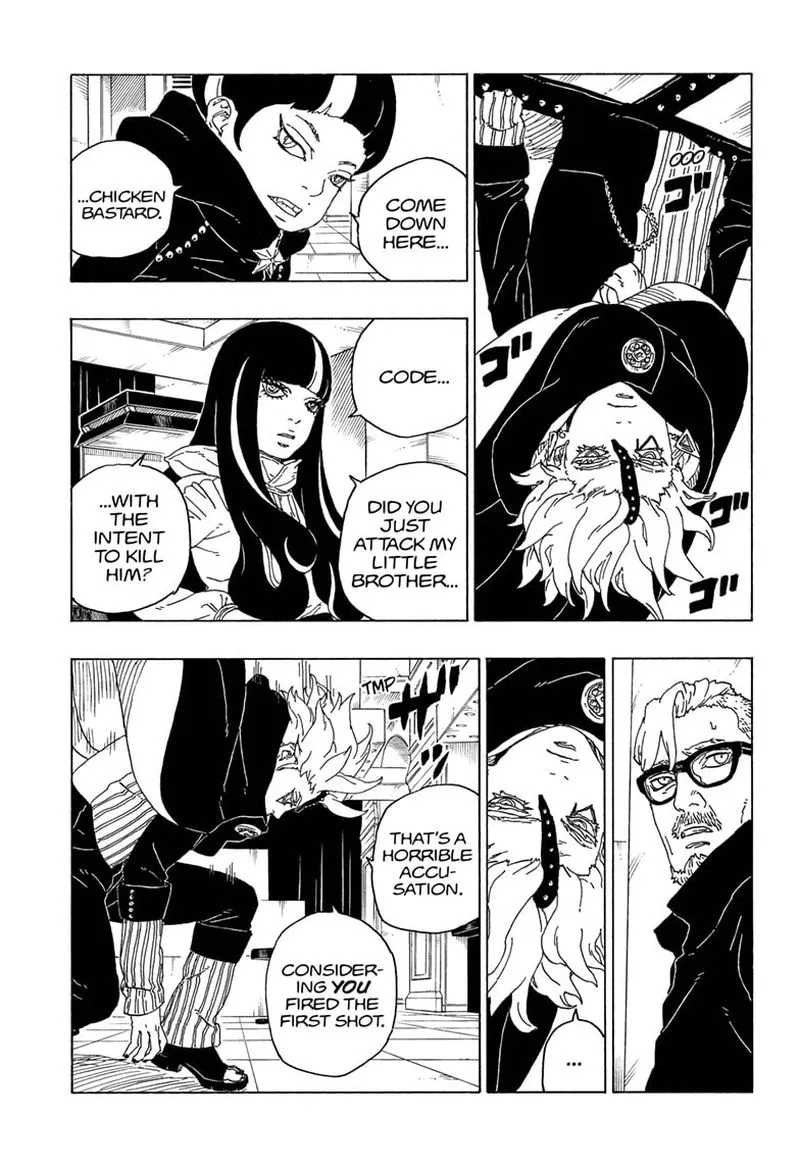 ooo
ゴ
ゴ
ゴ
ゴ
COME
DOWN
HERE...
...CHICKEN
BASTARD.
CODE...
DID YOU
JUST
ATTACK MY
LITTLE
BROTHER...
...WITH
THE
INTENT
TO KILL
HIM?
...
TMP
ザ
THAT'S A
HORRIBLE
ACCU-
SATION.
CONSIDER-
ING YOU
FIRED THE
FIRST SHOT.